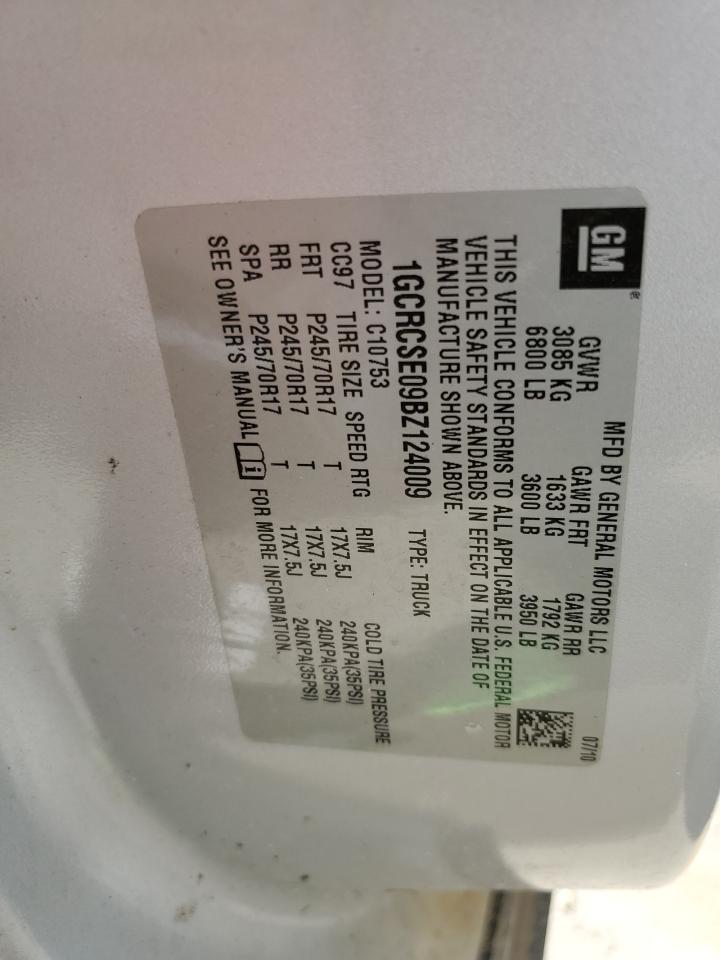 GM®
MFD BY GENERAL MOTORS LLC 07/10
GVWR GAWR FRT GAWR RR
3085 KG 1633 KG 1792 KG
6800 LB 3600 LB 3950 LB
THIS VEHICLE CONFORMS TO ALL APPLICABLE U.S. FEDERAL MOTOR
VEHICLE SAFETY STANDARDS IN EFFECT ON THE DATE OF
MANUFACTURE SHOWN ABOVE.
1GCRCSE09BZ124009 TYPE: TRUCK
MODEL: C10753
CC97 TIRE SIZE SPEED RTG RIM COLD TIRE PRESSURE
FRT P245/70R17 T 17X7.5J 240KPA(35PSI)
RR P245/70R17 T 17X7.5J 240KPA(35PSI)
SPA P245/70R17 T 17X7.5J 240KPA(35PSI)
SEE OWNER'S MANUAL FOR MORE INFORMATION.